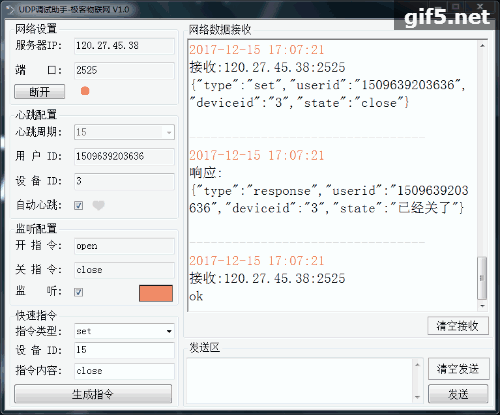 UDP调试助手-极客物联网 V1.0
gif5.net
网络设置
服务器IP: 120.27.45.38
端 口: 2525
断开
心跳配置
心跳周期: 15
用 户 ID: 1509639203636
设 备 ID: 3
自动心跳:
监听配置
开 指 令: open
关 指 令: close
监 听:
快速指令
指令类型: set
设 备 ID: 15
指令内容: close
生成指令
网络数据接收
2017-12-15 17:07:21
接收:120.27.45.38:2525
{"type":"set","userid":"1509639203636",
"deviceid":"3","state":"close"}
2017-12-15 17:07:21
响应:
{"type":"response","userid":"1509639203
636","deviceid":"3","state":"已经关了"}
2017-12-15 17:07:21
接收:120.27.45.38:2525
ok
清空接收
发送区
清空发送
发送